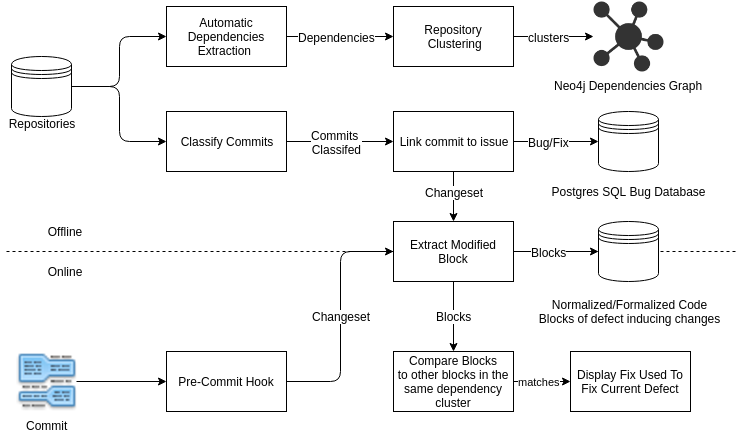 Automatic
Dependencies
Extraction
Dependencies
Repository
Clustering
clusters
Neo4j Dependencies Graph
Repositories
Classify Commits
Commits
Classifed
Link commit to issue
Bug/Fix
Postgres SQL Bug Database
Changeset
Offline
Online
Extract Modified
Block
Blocks
Normalized/Formalized Code
Blocks of defect inducing changes
Changeset
Blocks
Commit
Pre-Commit Hook
Compare Blocks
to other blocks in the
same dependency
cluster
matches
Display Fix Used To
Fix Current Defect